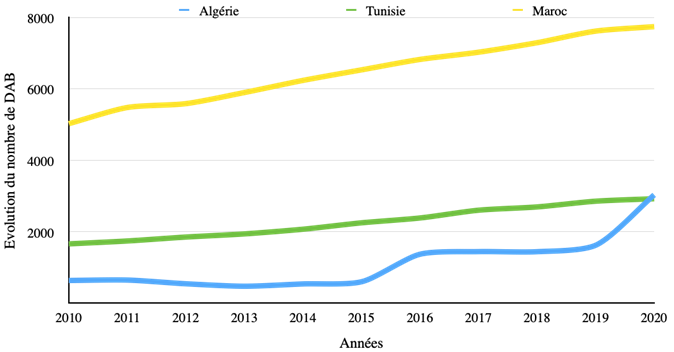 Algérie Tunisie Maroc
8000
6000
4000
2000
Evolution du nombre de DAB
2010 2011 2012 2013 2014 2015 2016 2017 2018 2019 2020
Années